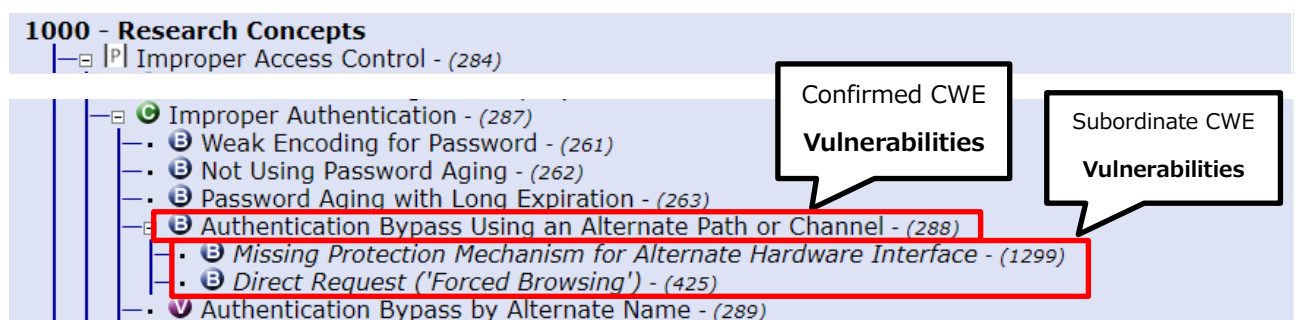 1000 - Research Concepts
P Improper Access Control - (284)
Confirmed CWE
Vulnerabilities
Subordinate CWE
Vulnerabilities
C Improper Authentication - (287)
B Weak Encoding for Password - (261)
B Not Using Password Aging - (262)
B Password Aging with Long Expiration - (263)
B Authentication Bypass Using an Alternate Path or Channel - (288)
B Missing Protection Mechanism for Alternate Hardware Interface - (1299)
B Direct Request ('Forced Browsing') - (425)
V Authentication Bypass by Alternate Name - (289)